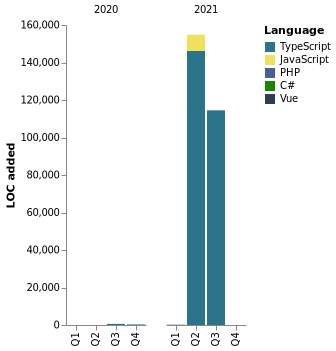 2020 2021
160,000
140,000
120,000
100,000
80,000
60,000
40,000
20,000
0
LOC added
Q1 Q2 Q3 Q4 Q1 Q2 Q3 Q4
Language
TypeScript
JavaScript
PHP
C#
Vue